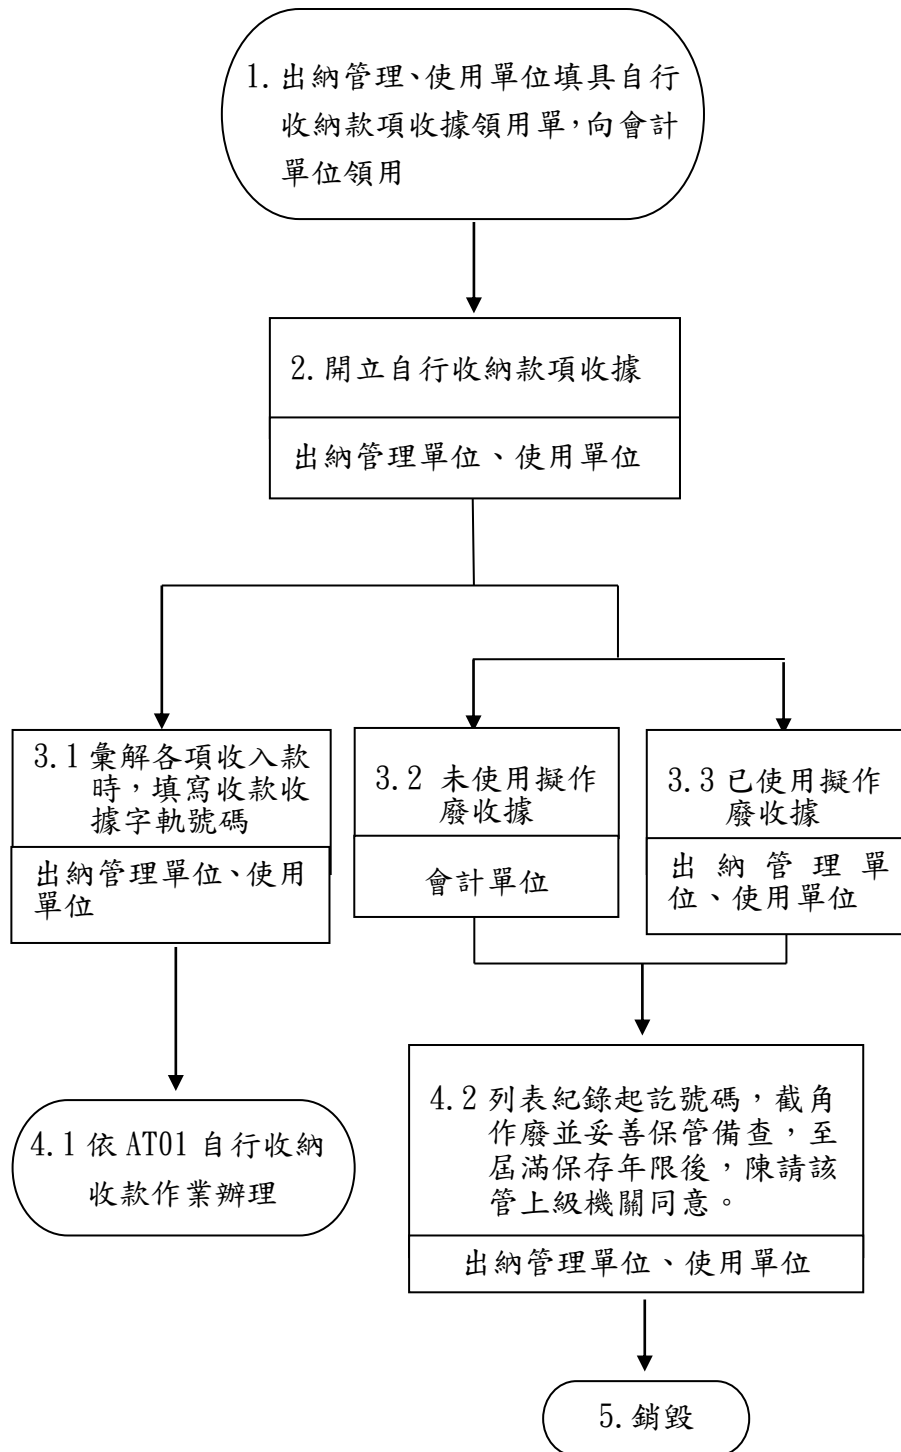 1.出納管理、使用單位填具自行
收納款項收據領用單,向會計
單位領用
2.開立自行收納款項收據
出納管理單位、使用單位
3.1彙解各項收入款
時,填寫收款收
據字軌號碼
出納管理單位、使用
單位
3.2 未使用擬作
廢收據
會計單位
3.3已使用擬作
廢收據
出納管理單
位、使用單位
4.1依AT01自行收納
收款作業辦理
4.2列表紀錄起訖號碼,截角
作廢並妥善保管備查,至
屆滿保存年限後,陳請該
管上級機關同意。
出納管理單位、使用單位
5.銷毀